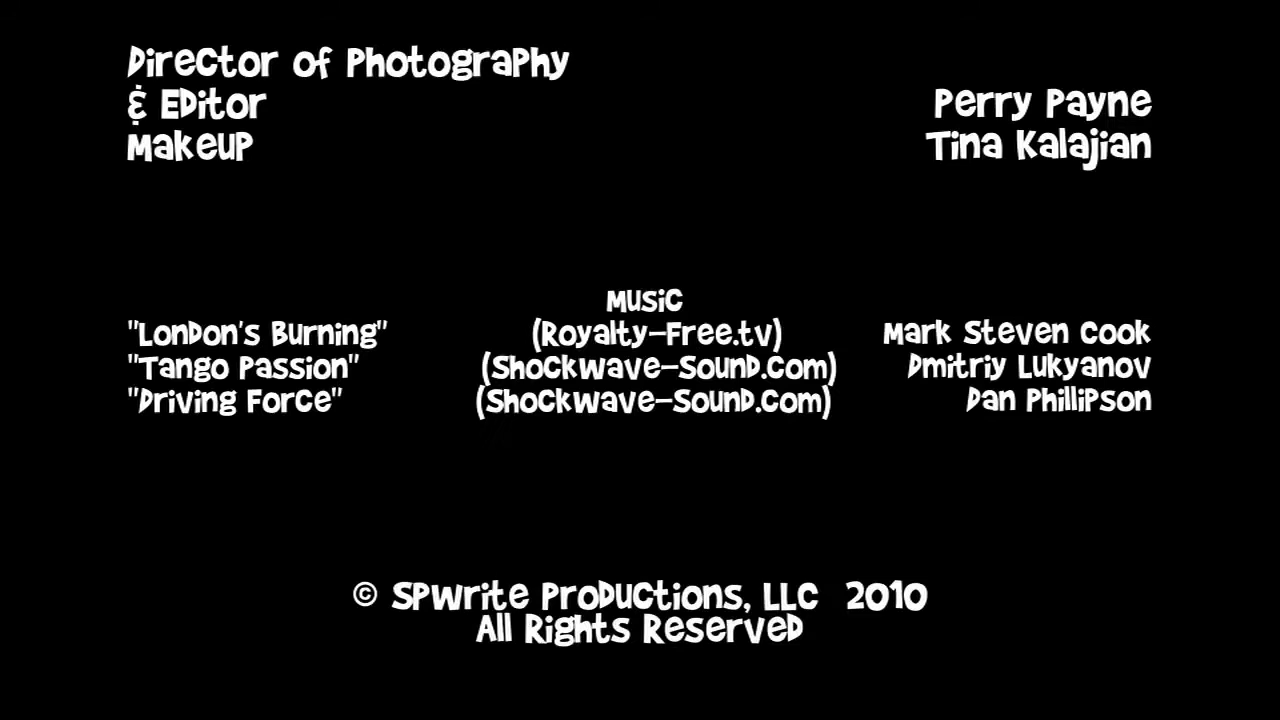 Director of Photography
& Editor Perry Payne
Makeup Tina Kalajian
Music
"London's Burning" (Royalty-Free.tv) Mark Steven Cook
"Tango Passion" (Shockwave-Sound.com) Dmitriy Lukyanov
"Driving Force" (Shockwave-Sound.com) Dan Phillipson
© SPWrite Productions, LLC 2010
All Rights Reserved